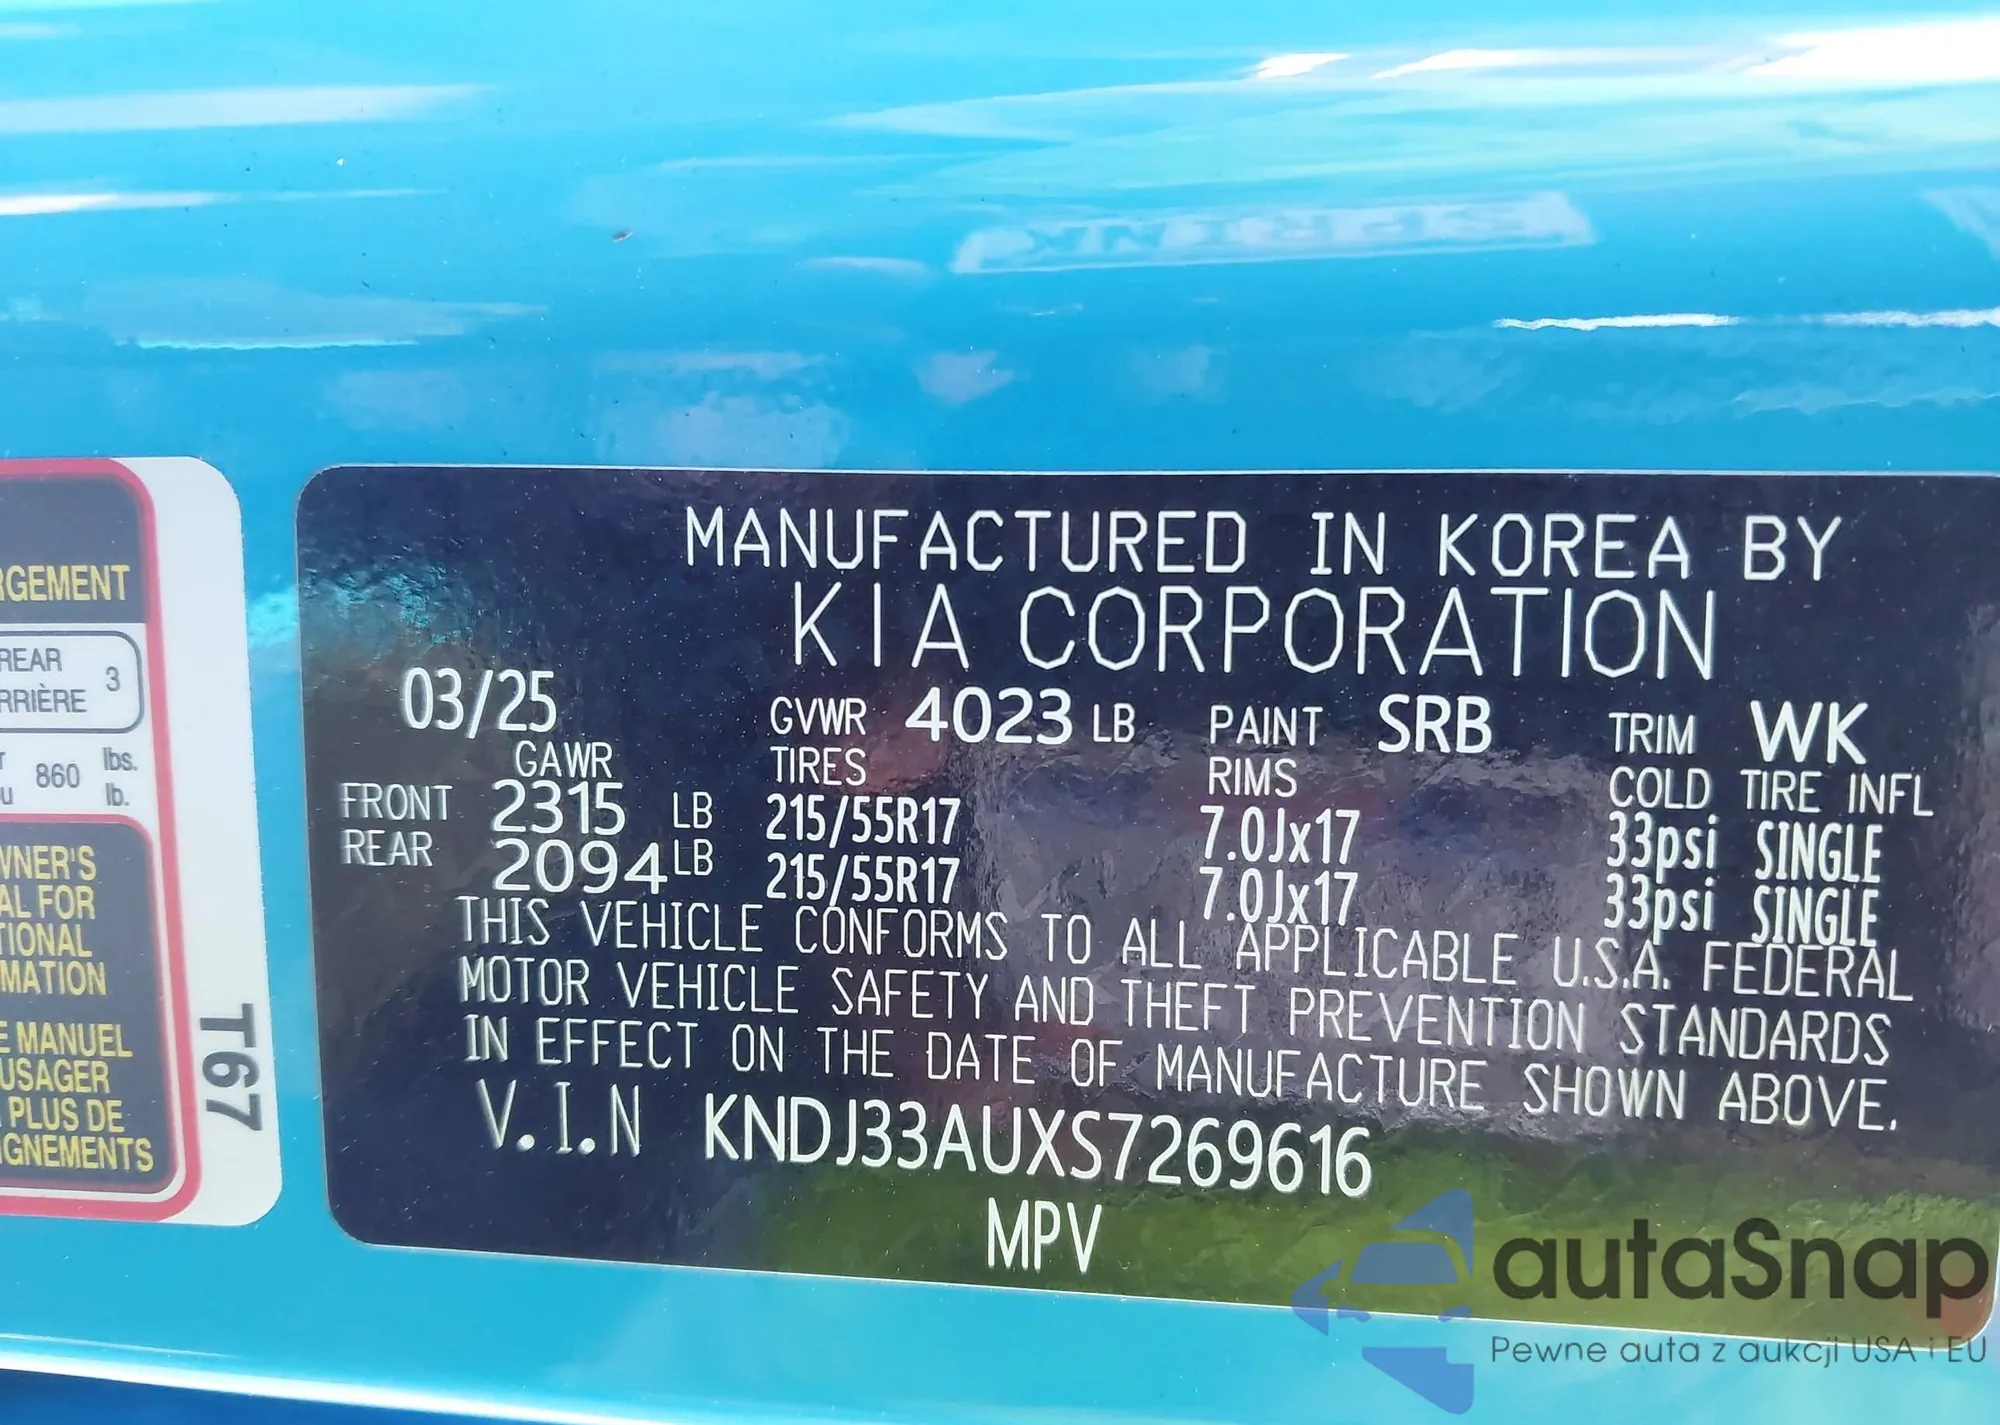 MANUFACTURED IN KOREA BY
KIA CORPORATION
03/25 GVWR 4023 LB PAINT SRB TRIM WK
GAWR TIRES RIMS COLD TIRE INFL
FRONT 2315 LB 215/55R17 7.0Jx17 33psi SINGLE
REAR 2094 LB 215/55R17 7.0Jx17 33psi SINGLE
THIS VEHICLE CONFORMS TO ALL APPLICABLE U.S.A. FEDERAL
MOTOR VEHICLE SAFETY AND THEFT PREVENTION STANDARDS
IN EFFECT ON THE DATE OF MANUFACTURE SHOWN ABOVE.
V.I.N KNDJ33AUXS7269616
MPV
RGEMENT
REAR
RRIÈRE 3
860 lbs.
lb.
WNER'S
AL FOR
TIONAL
MATION
E MANUEL
USAGER
PLUS DE
IGNEMENTS
T67
autaSnap
Pewne auta z aukcji USA i EU